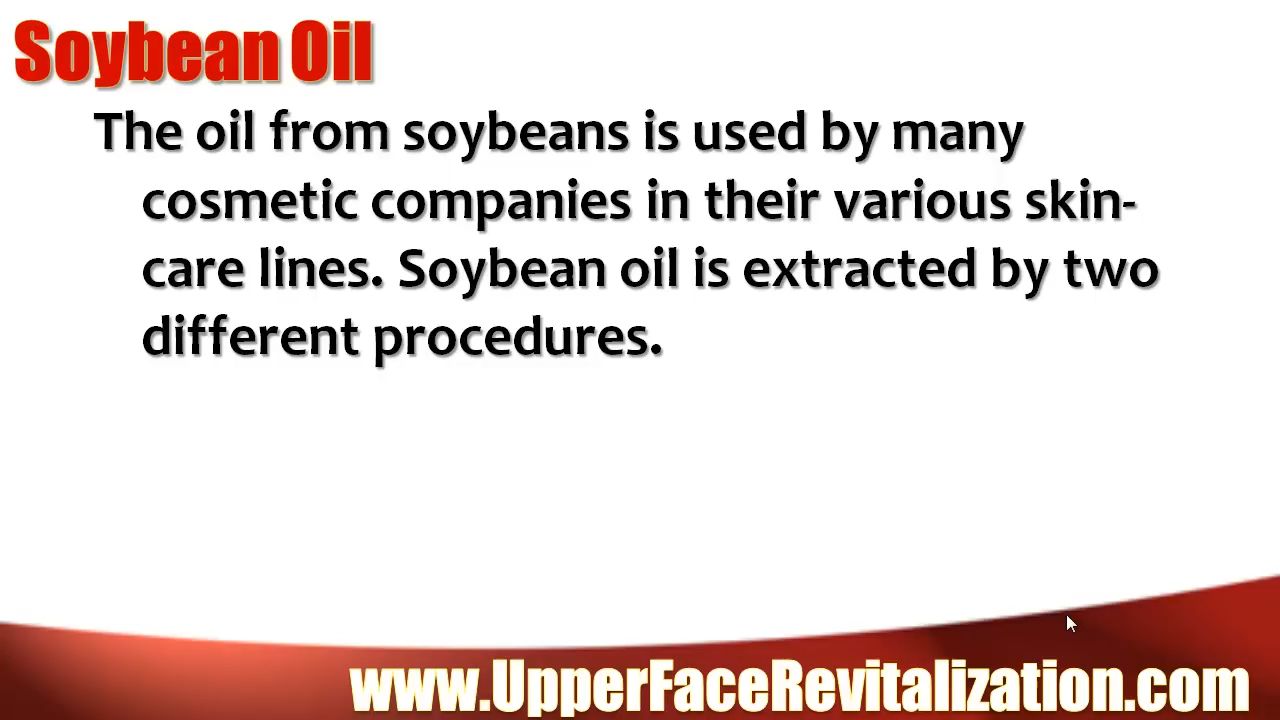 Soybean Oil
The oil from soybeans is used by many
cosmetic companies in their various skin-
care lines. Soybean oil is extracted by two
different procedures.
www.UpperFaceRevitalization.com